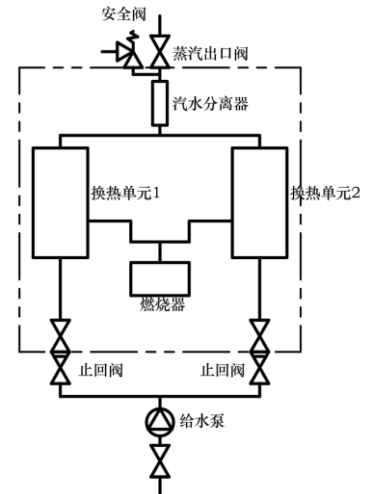 安全阀
蒸汽出口阀
汽水分离器
换热单元1
换热单元2
燃烧器
止回阀
止回阀
给水泵